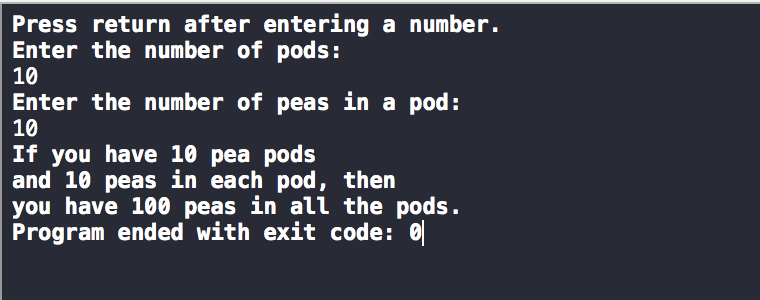 Press return after entering a number.
Enter the number of pods:
10
Enter the number of peas in a pod:
10
If you have 10 pea pods
and 10 peas in each pod, then
you have 100 peas in all the pods.
Program ended with exit code: 0